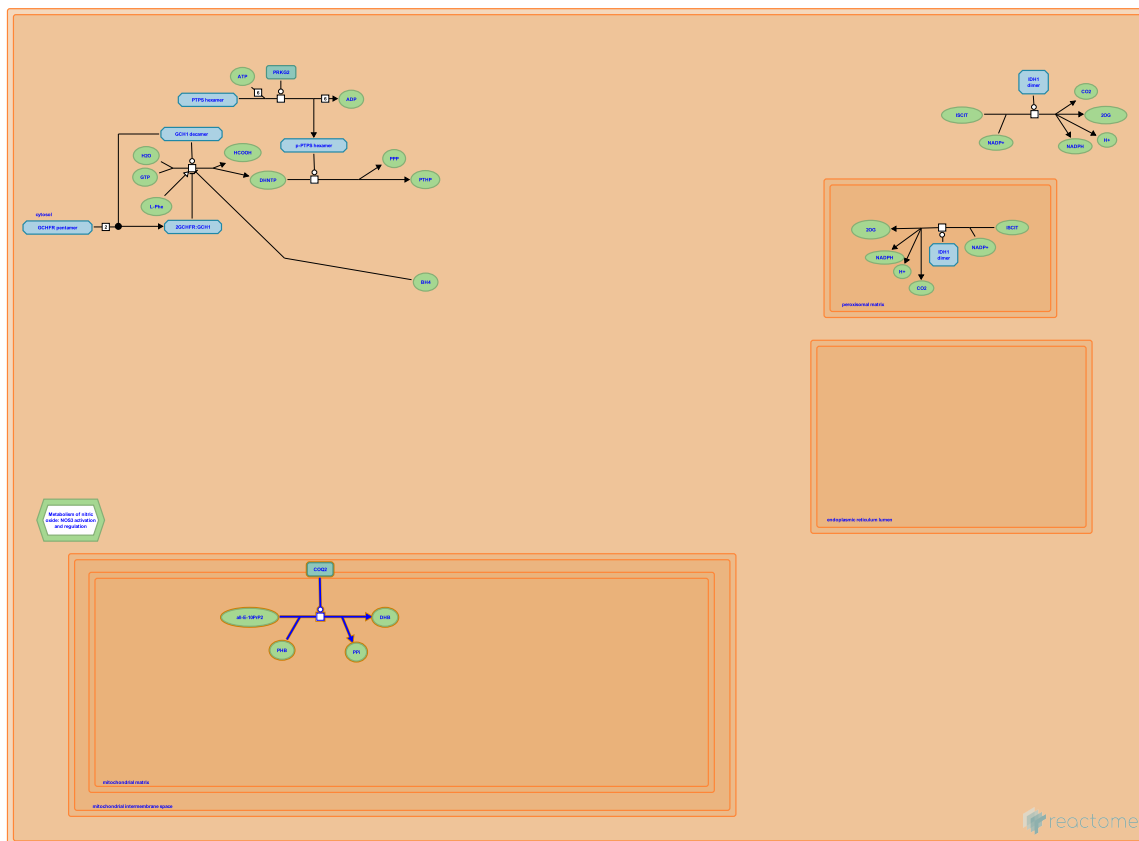 ATP
PRKG2
6
PTPS hexamer
6
ADP
IDH1
dimer
CO2
ISCIT
2OG
NADP+
NADPH
H+
GCH1 decamer
p-PTPS hexamer
H2O
HCOOH
PPP
GTP
DHNTP
PTHP
L-Phe
cytosol
GCHFR pentamer
2
2GCHFR:GCH1
BH4
2OG
ISCIT
NADP+
NADPH
IDH1
dimer
H+
CO2
peroxisomal matrix
endoplasmic reticulum lumen
Metabolism of nitric
oxide: NOS3 activation
and regulation
COQ2
all-E-10PrP2
DHB
PHB
PPi
mitochondrial matrix
mitochondrial intermembrane space
reactome